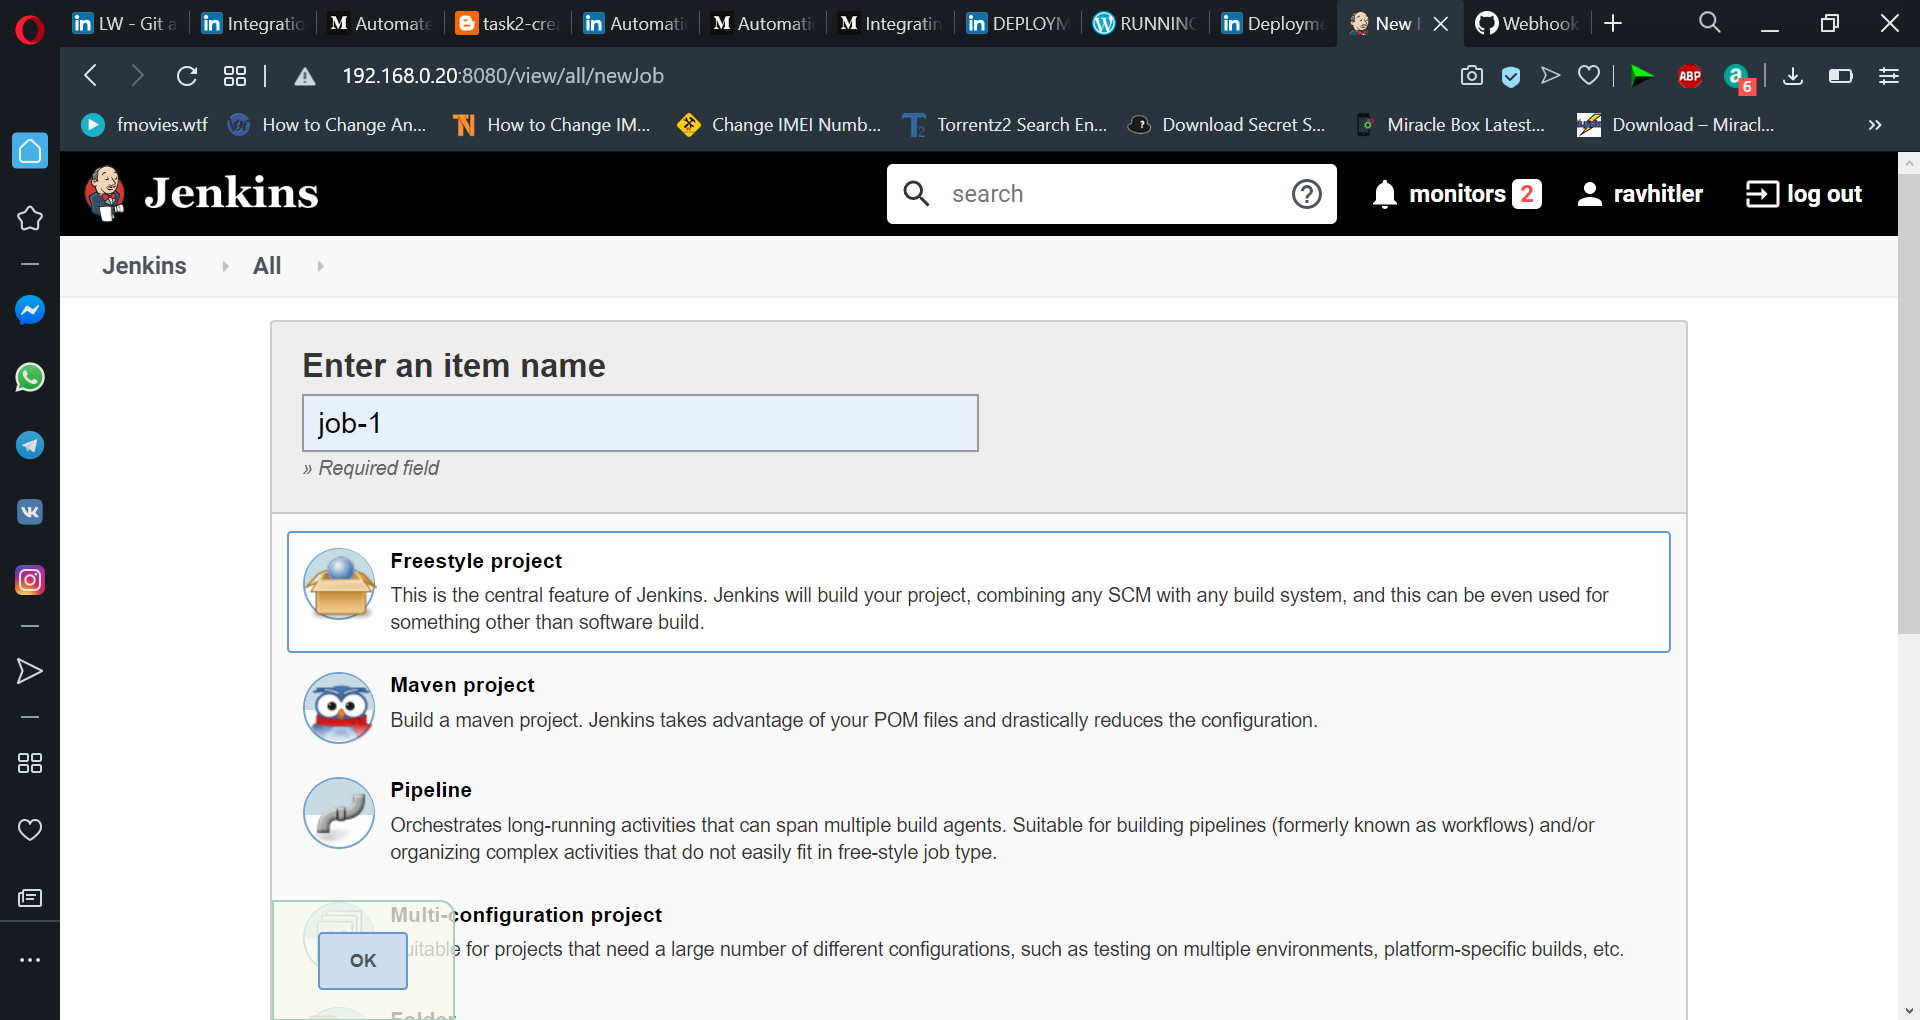 LW - Git a
Integratio
Automate
task2-cre
Automati
Automati
Integratin
DEPLOYM
RUNNING
Deployme
New
Webhook
192.168.0.20:8080/view/all/newJob
ABP
a
6
fmovies.wtf
How to Change An...
How to Change IM...
Change IMEI Numb...
Torrentz2 Search En...
Download Secret S...
Miracle Box Latest...
Download – Miracl...
Jenkins
search
monitors 2
ravhitler
log out
Jenkins
All
Enter an item name
job-1
» Required field
Freestyle project
This is the central feature of Jenkins. Jenkins will build your project, combining any SCM with any build system, and this can be even used for
something other than software build.
Maven project
Build a maven project. Jenkins takes advantage of your POM files and drastically reduces the configuration.
Pipeline
Orchestrates long-running activities that can span multiple build agents. Suitable for building pipelines (formerly known as workflows) and/or
organizing complex activities that do not easily fit in free-style job type.
Multi-configuration project
uitable for projects that need a large number of different configurations, such as testing on multiple environments, platform-specific builds, etc.
OK
Folder